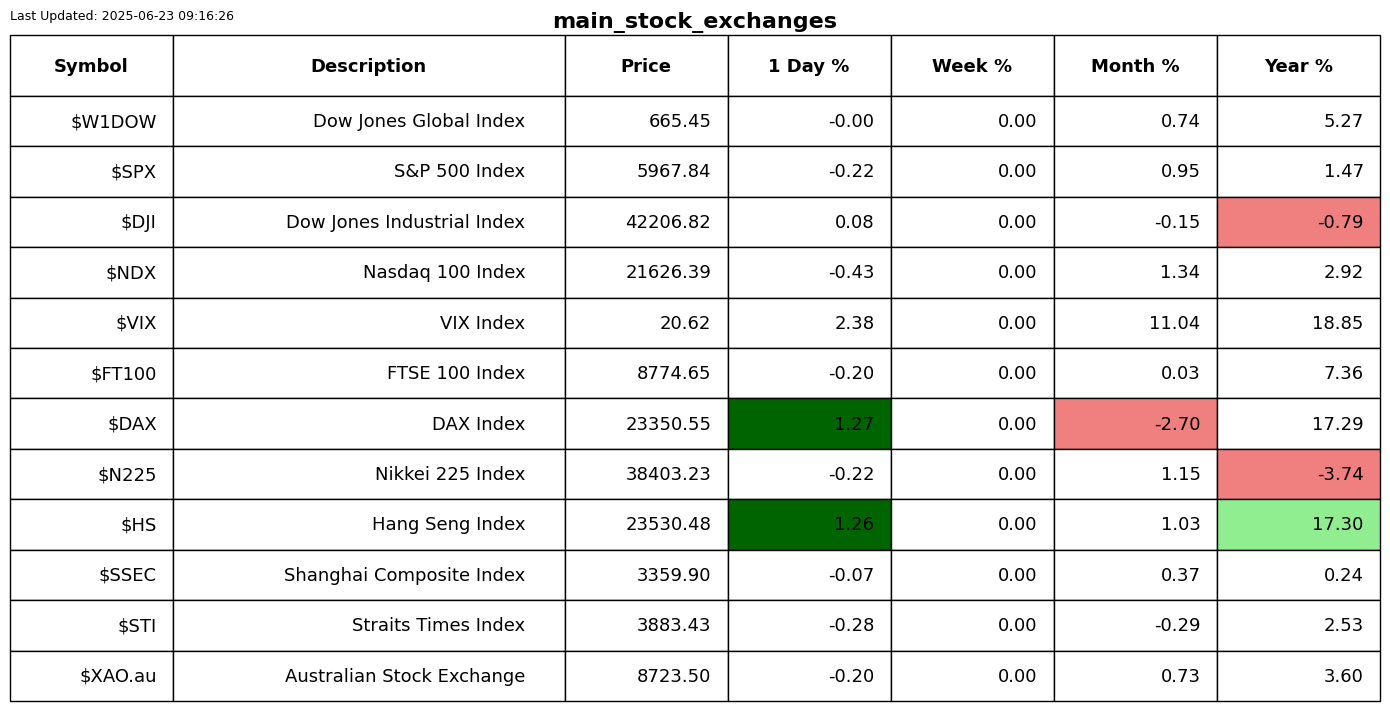 Last Updated: 2025-06-23 09:16:26
main_stock_exchanges
Symbol Description Price 1 Day % Week % Month % Year %
$W1DOW Dow Jones Global Index 665.45 -0.00 0.00 0.74 5.27
$SPX S&P 500 Index 5967.84 -0.22 0.00 0.95 1.47
$DJI Dow Jones Industrial Index 42206.82 0.08 0.00 -0.15 -0.79
$NDX Nasdaq 100 Index 21626.39 -0.43 0.00 1.34 2.92
$VIX VIX Index 20.62 2.38 0.00 11.04 18.85
$FT100 FTSE 100 Index 8774.65 -0.20 0.00 0.03 7.36
$DAX DAX Index 23350.55 1.27 0.00 -2.70 17.29
$N225 Nikkei 225 Index 38403.23 -0.22 0.00 1.15 -3.74
$HS Hang Seng Index 23530.48 1.26 0.00 1.03 17.30
$SSEC Shanghai Composite Index 3359.90 -0.07 0.00 0.37 0.24
$STI Straits Times Index 3883.43 -0.28 0.00 -0.29 2.53
$XAO.au Australian Stock Exchange 8723.50 -0.20 0.00 0.73 3.60